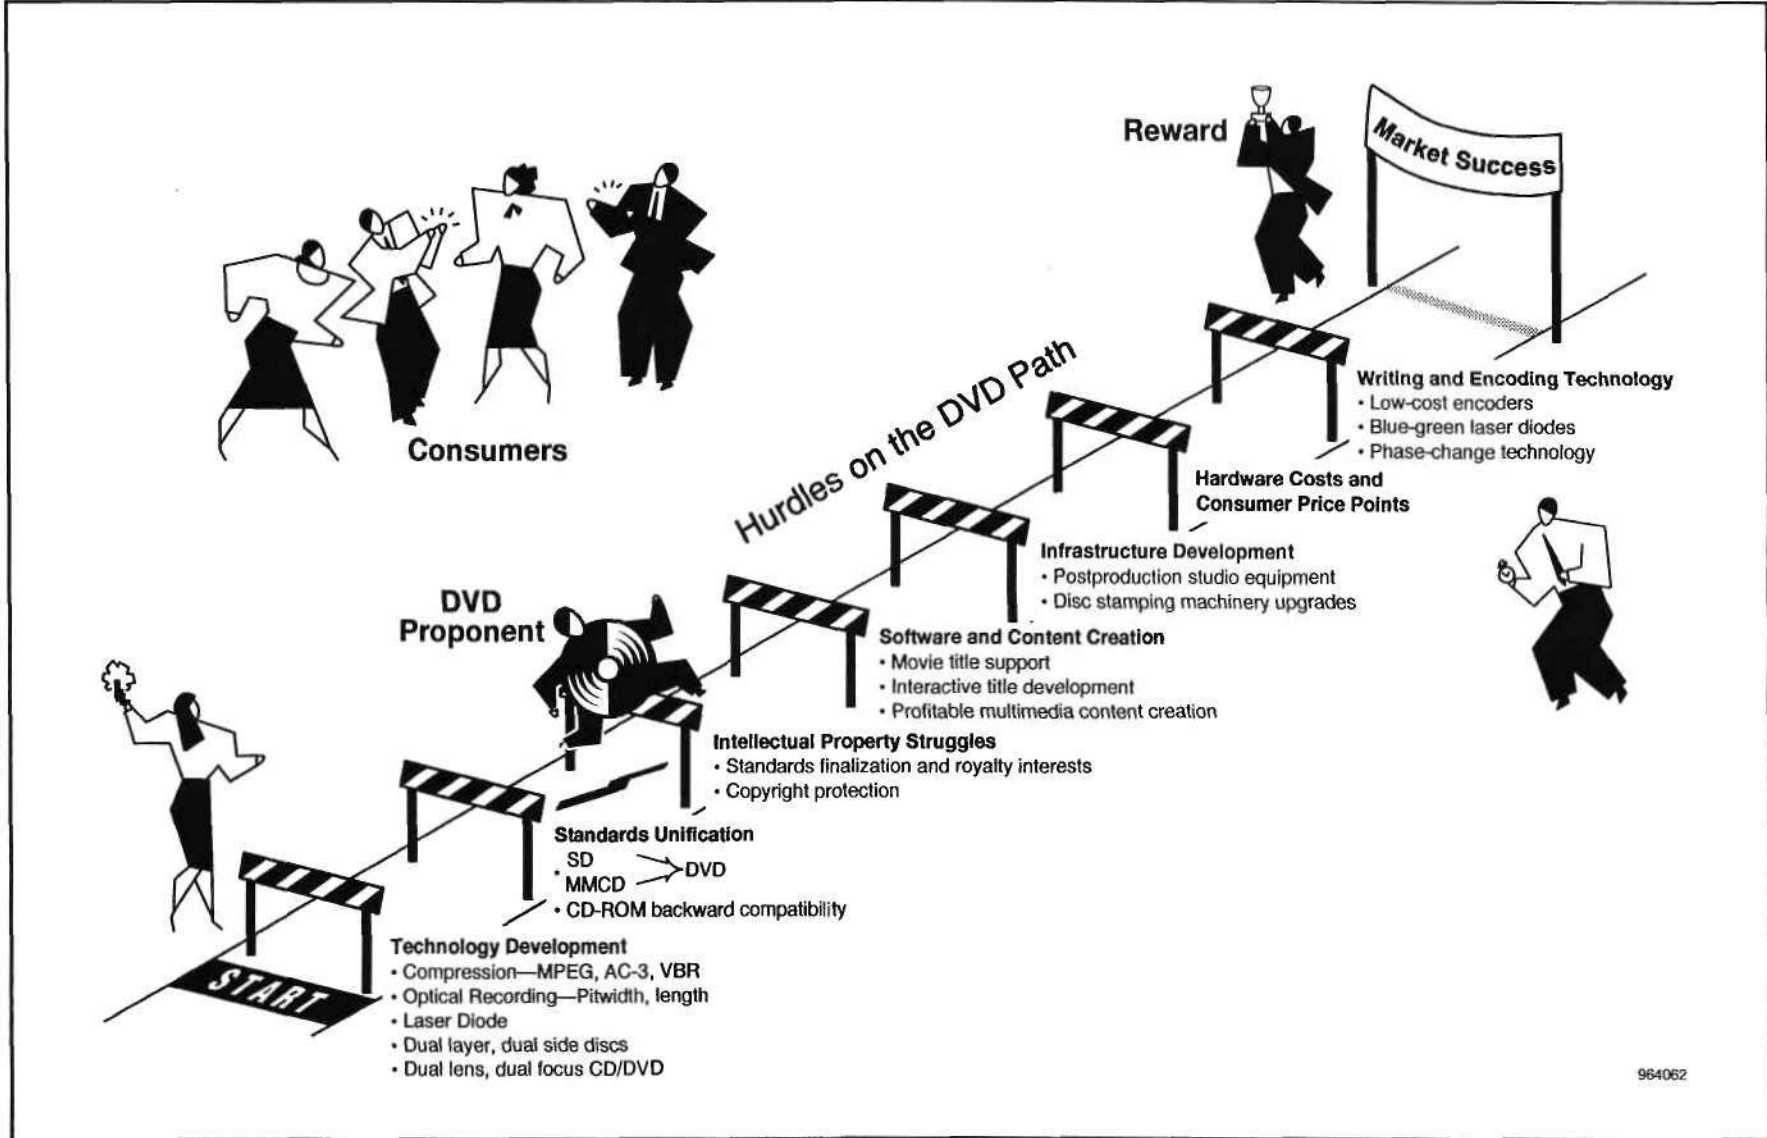 Reward
Market Success
Consumers
Hurdles on the DVD Path
DVD
Proponent
Writing and Encoding Technology
• Low-cost encoders
• Blue-green laser diodes
• Phase-change technology
Hardware Costs and
Consumer Price Points
Infrastructure Development
• Postproduction studio equipment
• Disc stamping machinery upgrades
Software and Content Creation
• Movie title support
• Interactive title development
• Profitable multimedia content creation
Intellectual Property Struggles
• Standards finalization and royalty interests
• Copyright protection
Standards Unification
• SD
MMCD
DVD
• CD-ROM backward compatibility
Technology Development
• Compression—MPEG, AC-3, VBR
• Optical Recording—Pitwidth, length
• Laser Diode
• Dual layer, dual side discs
• Dual lens, dual focus CD/DVD
START
964062